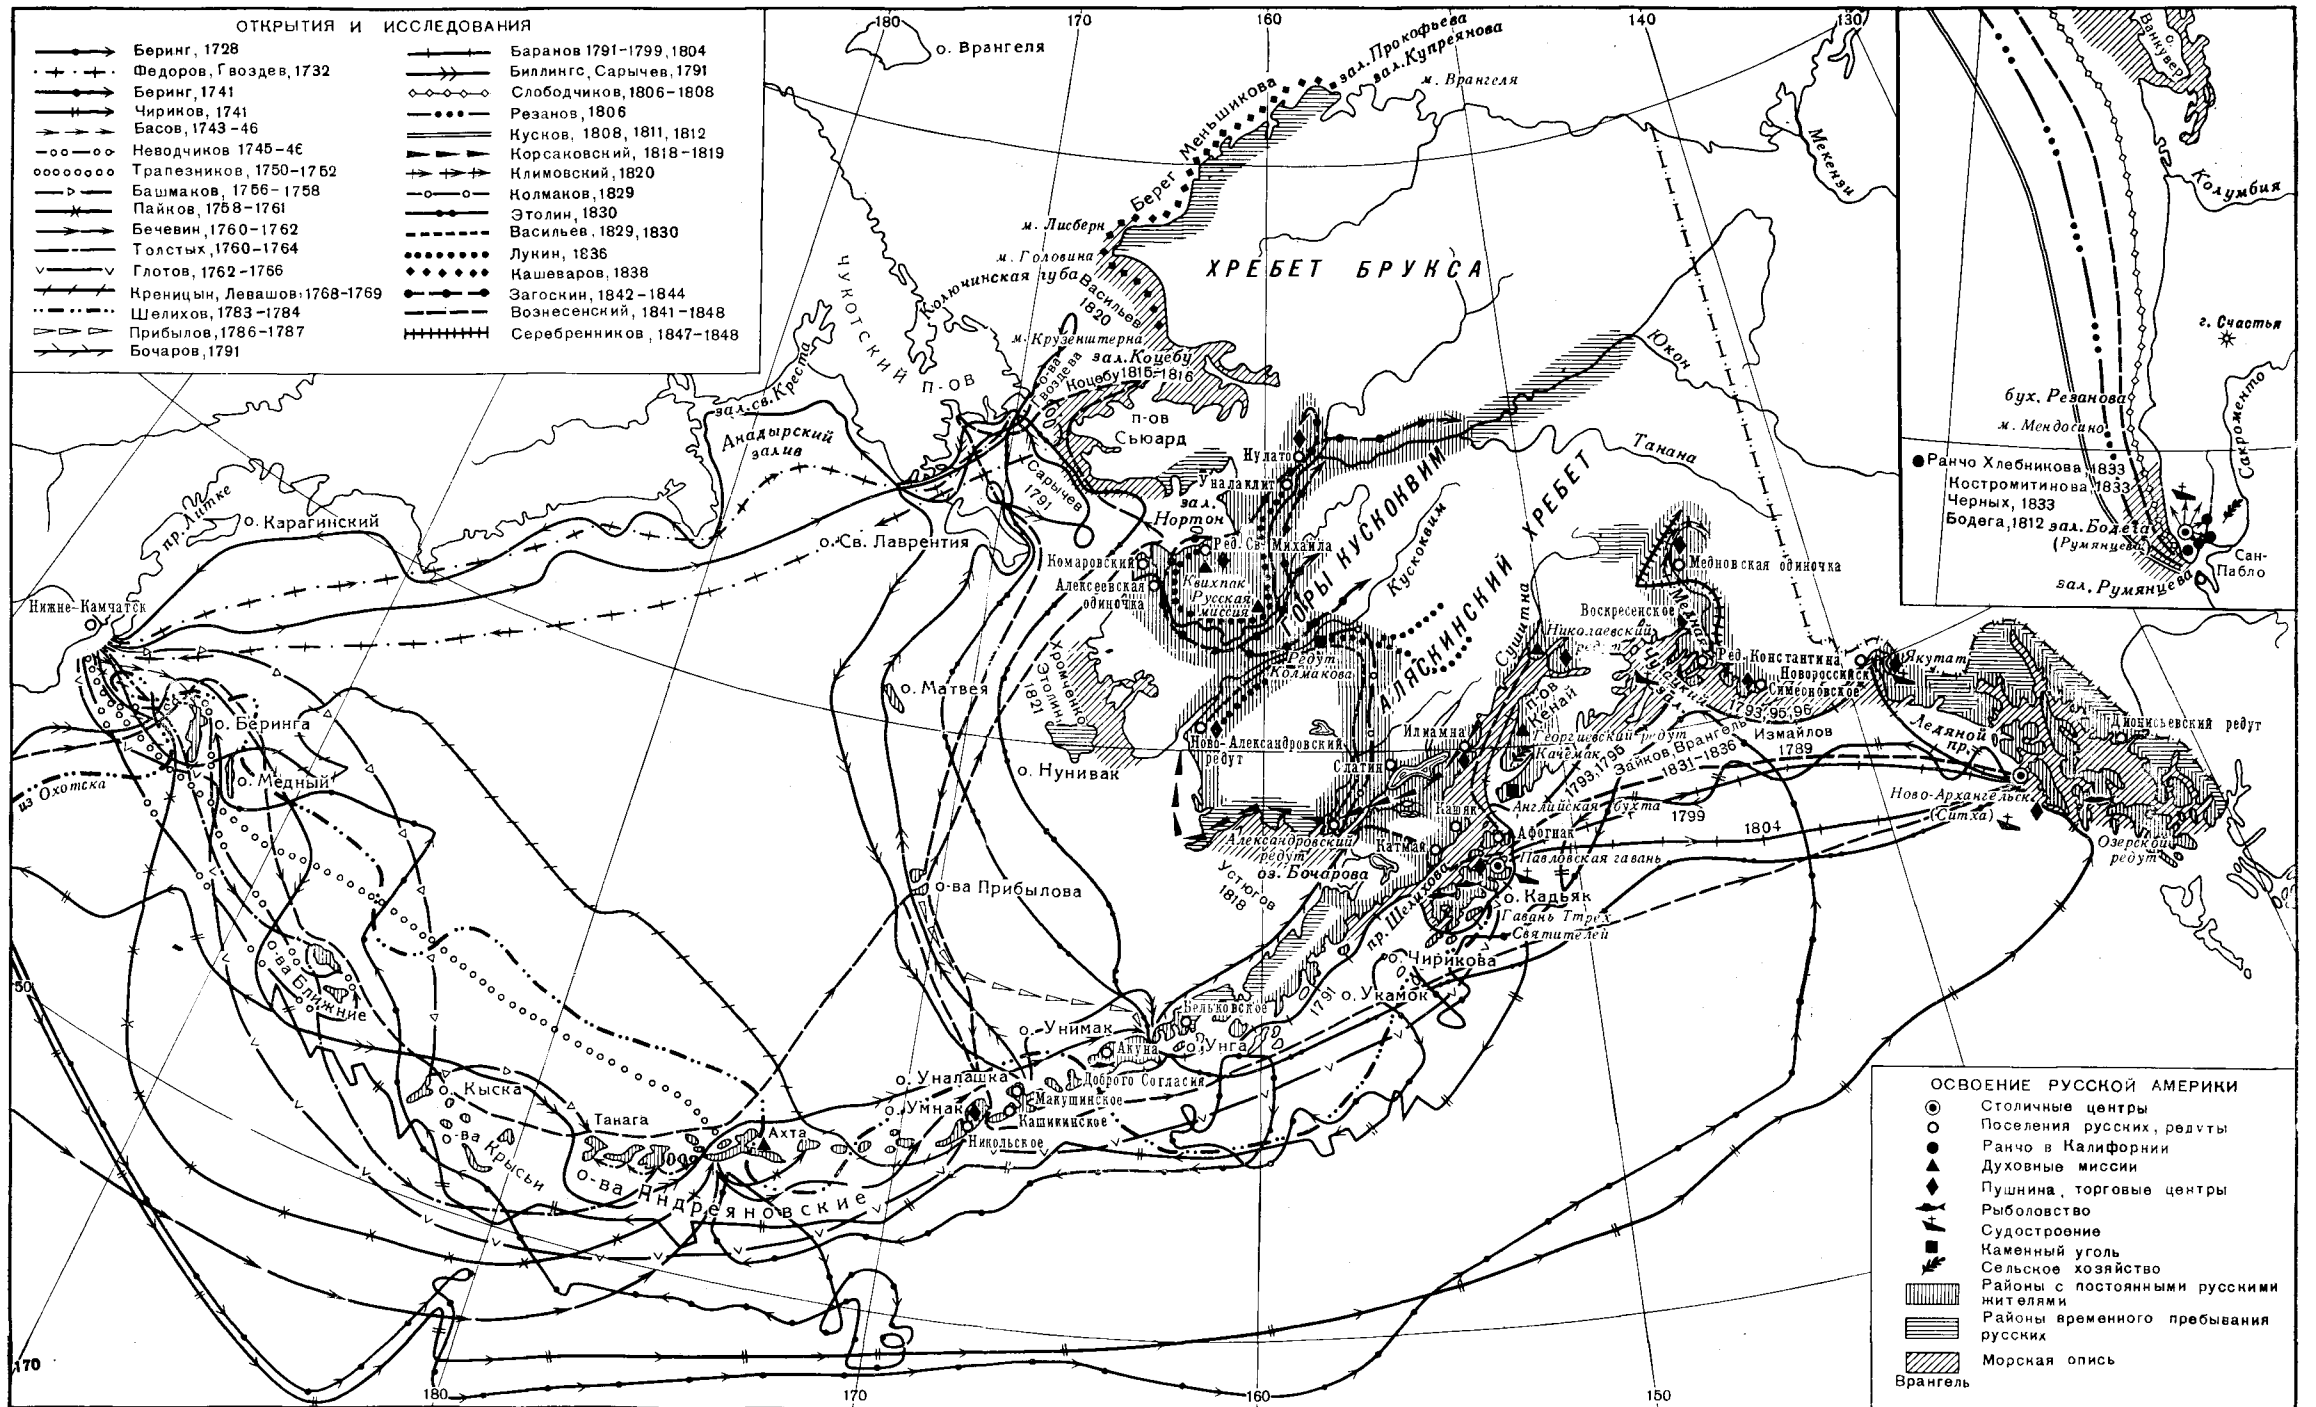 ОТКРЫТИЯ И ИССЛЕДОВАНИЯ
Беринг, 1728
Федоров, Гвоздев, 1732
Беринг, 1741
Чириков, 1741
Басов, 1743-46
Неводчиков 1745-4
Трапезников, 1750-1752
Башмаков, 1756-1758
Пайков, 1758-1761
Бечевин, 1760-1762
Толстых, 1760-1764
Глотов, 1762-1766
Креницын, Левашов, 1768-1769
Шелихов, 1783-1784
Прибылов, 1786-1787
Бочаров, 1791
Баранов 1791-1799, 1804
Биллингс, Сарычев, 1791
Слободчиков, 1806-1808
Резанов, 1806
Кусков, 1808, 1811, 1812
Корсаковский, 1818-1819
Климовский, 1820
Колмаков, 1829
Этолин, 1830
Васильев, 1829, 1830
Лукин, 1836
Кашеваров, 1838
Загоскин, 1842-1844
Вознесенский, 1841-1848
Серебренников, 1847-1848
180
170
160
140
130
о. Врангеля
зал. Прокофьева
зал. Купреянова
м. Врангеля
Берег Меньшикова
Мекензи
м. Лисберн
м. Головина
Колючинская губа
Васильев
1820
ХРЕБЕТ БРУКСА
ЧУКОТСКИЙ П-ОВ
м. Крузенштерна
зал. Коцебу
о-ва Гвоздева
Коцебу 1815-1816
п-ов
Сьюард
зал. св. Креста
Анадырский
залив
Сарычев
1791
Юкон
Танана
Нулато
Уналаклит
зал.
Нортон
о. Св. Лаврентия
пр. Литке
о. Карагинский
Нижне-Камчатск
Комаровский
Ред. Св. Михаила
Алексеевская
одиночка
Квихпак
Русская
миссия
ГОРЫ КУСКОКВИМ
Кускоквим
АЛЯСКИНСКИЙ ХРЕБЕТ
Сушитна
Медновская одиночка
Медная
Воскресенское
Николаевский
редут
Чугацкий
зал.
Ред. Константина
Новороссийск
Симеоновское
Якутат
1793, 95, 96
Измайлов
1789
Ледяной
пр.
Дионисьевский редут
Ново-Архангельск
(Ситха)
Озерской
редут
Хромченко
Этолин
1821
Редут
Колмакова
о. Матвея
о. Нунивак
Ново-Александровский
редут
Илиамна
Слатин
п-ов
Кенай
Георгиевский редут
Качемак
1793, 1795
Зайков, Врангель
1831-1836
Английская бухта
1799
1804
Кашяк
Катмай
Афогнак
Павловская гавань
о. Кадьяк
Гавань Ттрех
Святителей
Александровский
редут
оз. Бочарова
Устюгов
1818
пр. Шелихова
о. Чирикова
о. Укамок
1791
о. Беринга
о. Медный
из Охотска
о-ва Прибылова
о-ва Ближние
50
о. Кыска
о-ва Крысьи
Танага
Ахта
о-ва Андреяновские
о. Унимак
Бельковское
о. Унга
Акуна
Доброго Согласия
о. Уналашка
Макушинское
о. Умнак
Кашикинское
Никольское
170
180
170
160
150
о. Ванкувер
Колумбия
г. Счастья
Сакраменто
бух. Резанова
м. Мендосино
Ранчо Хлебникова, 1833
Костромитинова, 1833
Черных, 1833
Бодега, 1812 зал. Бодега
(Румянцева)
Сан-
Пабло
зал. Румянцева
ОСВОЕНИЕ РУССКОЙ АМЕРИКИ
Столичные центры
Поселения русских, редуты
Ранчо в Калифорнии
Духовные миссии
Пушнина, торговые центры
Рыболовство
Судостроение
Каменный уголь
Сельское хозяйство
Районы с постоянными русскими
жителями
Районы временного пребывания
русских
Морская опись
Врангель